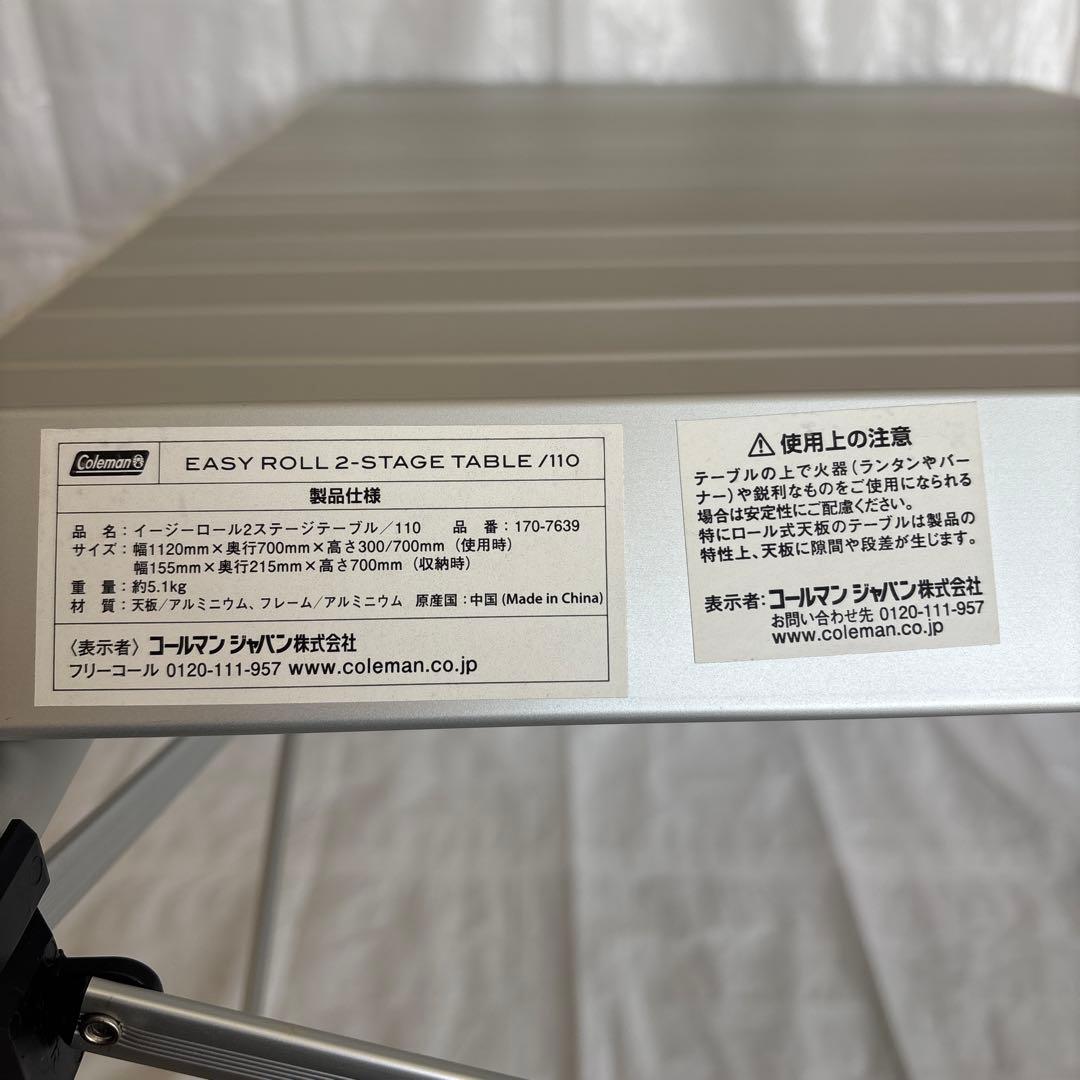 Coleman
EASY ROLL 2-STAGE TABLE /110
製品仕様
品　名：イージーロール2ステージテーブル／110　品　番：170-7639
サイズ：幅1120mm×奥行700mm×高さ300/700mm（使用時）
幅155mm×奥行215mm×高さ700mm（収納時）
重　量：約5.1kg
材　質：天板/アルミニウム、フレーム/アルミニウム　原産国：中国 (Made in China)
〈表示者〉コールマン ジャパン株式会社
フリーコール 0120-111-957 www.coleman.co.jp
⚠ 使用上の注意
テーブルの上で火器（ランタンやバー
ナー）や鋭利なものをご使用になられる
場合は安定性にご配慮ください。
特にロール式天板のテーブルは製品の
特性上、天板に隙間や段差が生じます。
表示者：コールマン ジャパン株式会社
お問い合わせ先 0120-111-957
www.coleman.co.jp